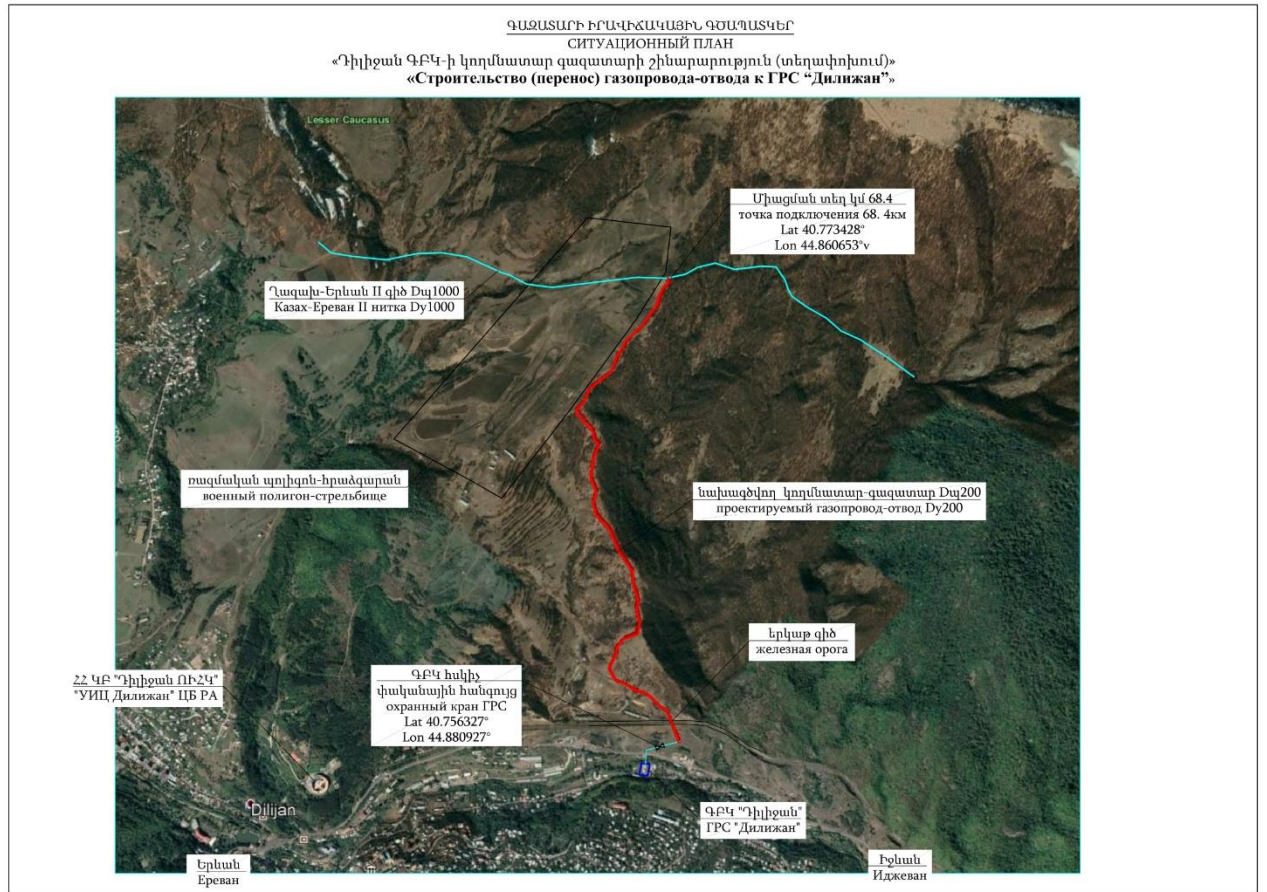 ԳԱԶԱՏԱՐԻ ԻՐԱՎԻՃԱԿԱՅԻՆ ԳԾԱՊԱՏԿԵՐ
СИТУАЦИОННЫЙ ПЛАН
«Դիլիջան ԳԲԿ-ի կողմնատար գազատարի շինարարություն (տեղափոխում)»
«Строительство (перенос) газопровода-отвода к ГРС “Дилижан”»
Lesser Caucasus
Միացման տեղ կմ 68.4
точка подключения 68. 4км
Lat 40.773428°
Lon 44.860653°v
Ղազախ-Երևան II գիծ Dպ1000
Казах-Ереван II нитка Dy1000
ռազմական պոլիգոն-հրաձգարան
военный полигон-стрельбище
նախագծվող կողմնատար-գազատար Dպ200
проектируемый газопровод-отвод Dy200
երկաթ գիծ
железная орога
ՀՀ ԿԲ "Դիլիջան ՈՒՀԿ"
"УИЦ Дилижан" ЦБ РА
ԳԲԿ հսկիչ
փականային հանգույց
охранный кран ГРС
Lat 40.756327°
Lon 44.880927°
Dilijan
ԳԲԿ "Դիլիջան"
ГРС "Дилижан"
Երևան
Ереван
Իջևան
Иджеван